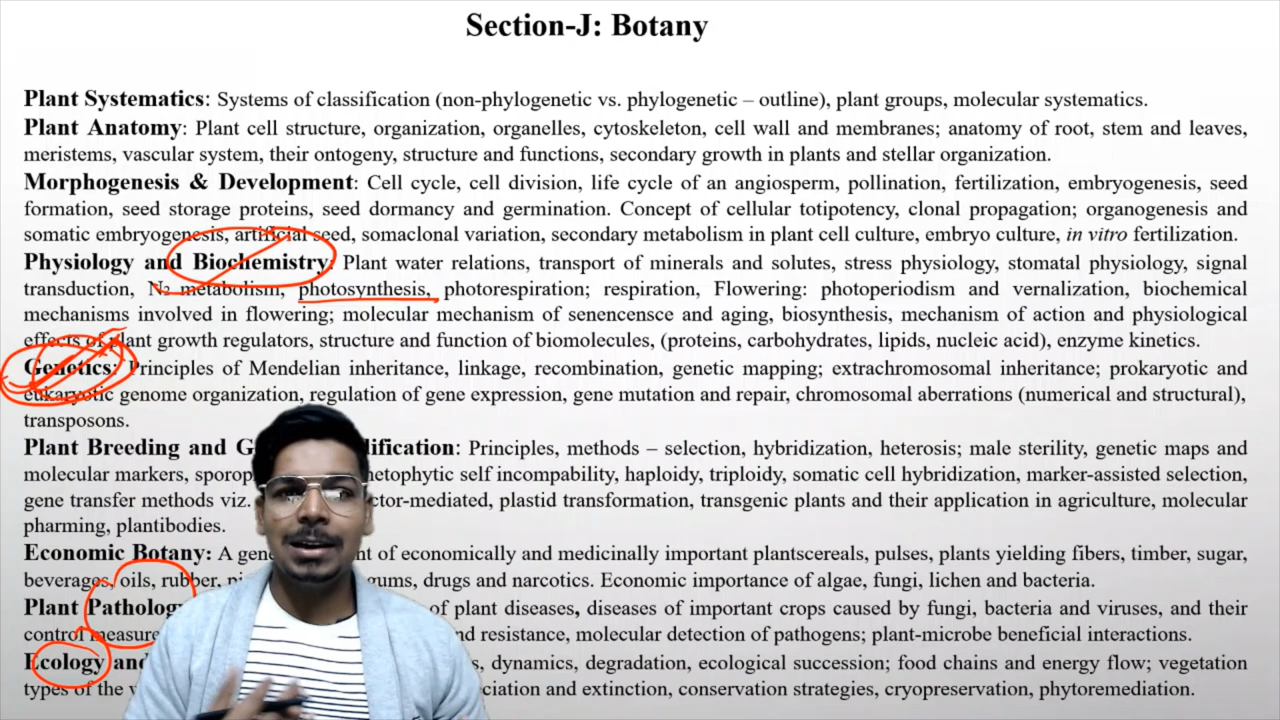 Section-J: Botany
Plant Systematics: Systems of classification (non-phylogenetic vs. phylogenetic – outline), plant groups, molecular systematics.
Plant Anatomy: Plant cell structure, organization, organelles, cytoskeleton, cell wall and membranes; anatomy of root, stem and leaves,
meristems, vascular system, their ontogeny, structure and functions, secondary growth in plants and stellar organization.
Morphogenesis & Development: Cell cycle, cell division, life cycle of an angiosperm, pollination, fertilization, embryogenesis, seed
formation, seed storage proteins, seed dormancy and germination. Concept of cellular totipotency, clonal propagation; organogenesis and
somatic embryogenesis, artificial seed, somaclonal variation, secondary metabolism in plant cell culture, embryo culture, in vitro fertilization.
Physiology and Biochemistry: Plant water relations, transport of minerals and solutes, stress physiology, stomatal physiology, signal
transduction, N₂ metabolism, photosynthesis, photorespiration; respiration, Flowering: photoperiodism and vernalization, biochemical
mechanisms involved in flowering; molecular mechanism of senencensce and aging, biosynthesis, mechanism of action and physiological
effects of plant growth regulators, structure and function of biomolecules, (proteins, carbohydrates, lipids, nucleic acid), enzyme kinetics.
Genetics: Principles of Mendelian inheritance, linkage, recombination, genetic mapping; extrachromosomal inheritance; prokaryotic and
eukaryotic genome organization, regulation of gene expression, gene mutation and repair, chromosomal aberrations (numerical and structural),
transposons.
Plant Breeding and : Principles, methods – selection, hybridization, heterosis; male sterility, genetic maps and
molecular markers, self incompability, haploidy, triploidy, somatic cell hybridization, marker-assisted selection,
gene transfer methods viz. plastid transformation, transgenic plants and their application in agriculture, molecular
pharming, plantibodies.
Economic Botany: A of economically and medicinally important plantscereals, pulses, plants yielding fibers, timber, sugar,
beverages, oils, rubber, gums, drugs and narcotics. Economic importance of algae, fungi, lichen and bacteria.
Plant Pathology of plant diseases, diseases of important crops caused by fungi, bacteria and viruses, and their
control measure resistance, molecular detection of pathogens; plant-microbe beneficial interactions.
Ecology and dynamics, degradation, ecological succession; food chains and energy flow; vegetation
types of the and extinction, conservation strategies, cryopreservation, phytoremediation.